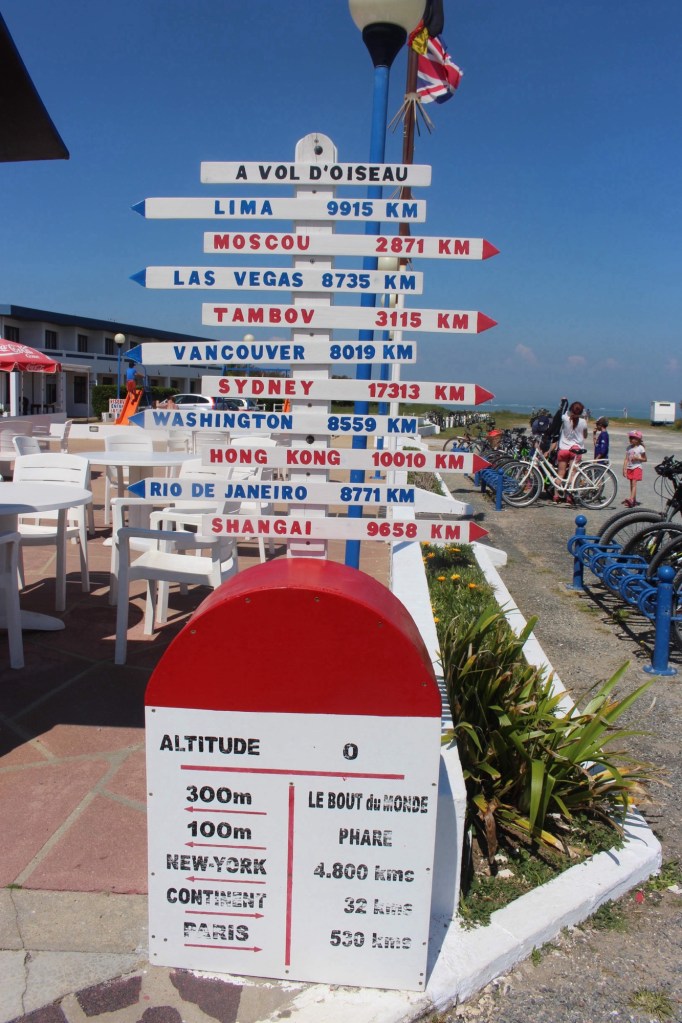 A VOL D'OISEAU
LIMA 9915 KM
MOSCOU 2871 KM
LAS VEGAS 8735 KM
TAMBOV 3115 KM
VANCOUVER 8019 KM
SYDNEY 17313 KM
WASHINGTON 8559 KM
HONG KONG 10010 KM
RIO DE JANEIRO 8771 KM
SHANGAI 9658 KM
ALTITUDE 0
300m LE BOUT du MONDE
100m PHARE
NEW-YORK 4.800 kms
CONTINENT 32 kms
PARIS 530 kms